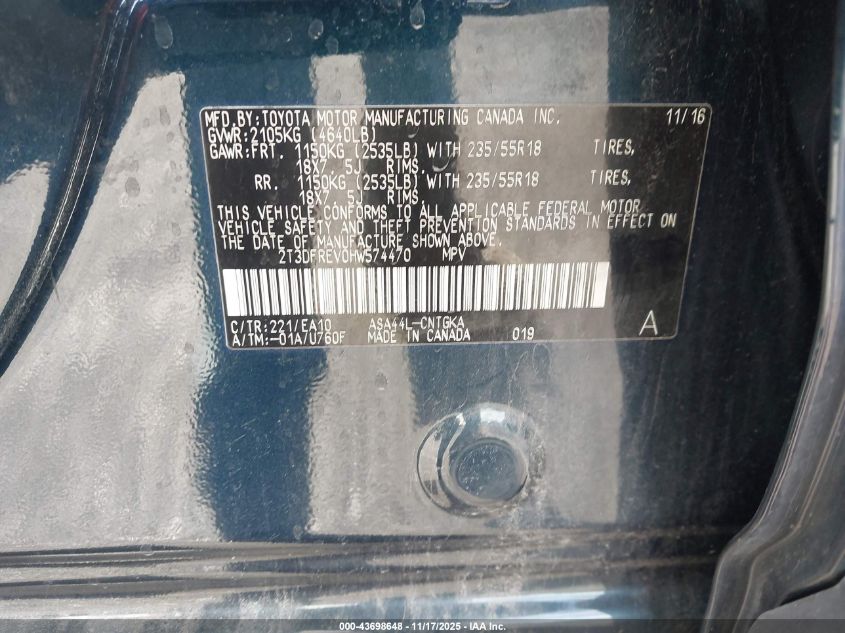 MFD.BY:TOYOTA MOTOR MANUFACTURING CANADA INC. 11/16
GVWR:2105KG (4640LB)
GAWR:FRT. 1150KG (2535LB) WITH 235/55R18 TIRES,
18X7.5J RIMS,
RR. 1150KG (2535LB) WITH 235/55R18 TIRES,
18X7.5J RIMS,
THIS VEHICLE CONFORMS TO ALL APPLICABLE FEDERAL MOTOR
VEHICLE SAFETY AND THEFT PREVENTION STANDARDS IN EFFECT ON
THE DATE OF MANUFACTURE SHOWN ABOVE.
2T3DFREV0HW574470 MPV
C/TR:221/EA10 ASA44L-CNTGKA
A/TM:-01A/U760F MADE IN CANADA 019 A
000-43698648 - 11/17/2025 - IAA Inc.